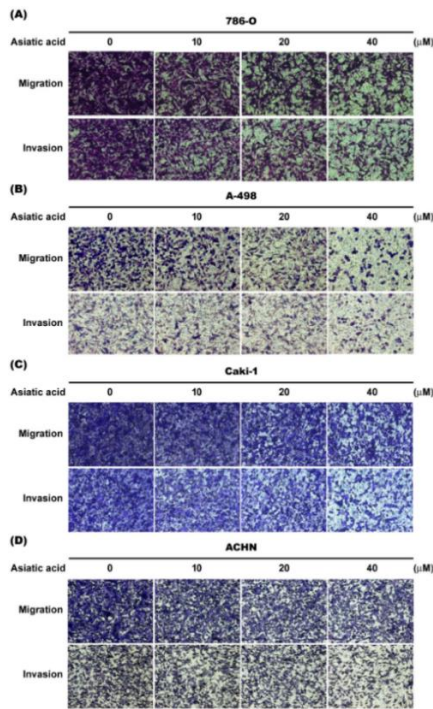 (A)
786-O
Asiatic acid 0 10 20 40 (μM)
Migration
Invasion
(B)
A-498
Asiatic acid 0 10 20 40 (μM)
Migration
Invasion
(C)
Caki-1
Asiatic acid 0 10 20 40 (μM)
Migration
Invasion
(D)
ACHN
Asiatic acid 0 10 20 40 (μM)
Migration
Invasion